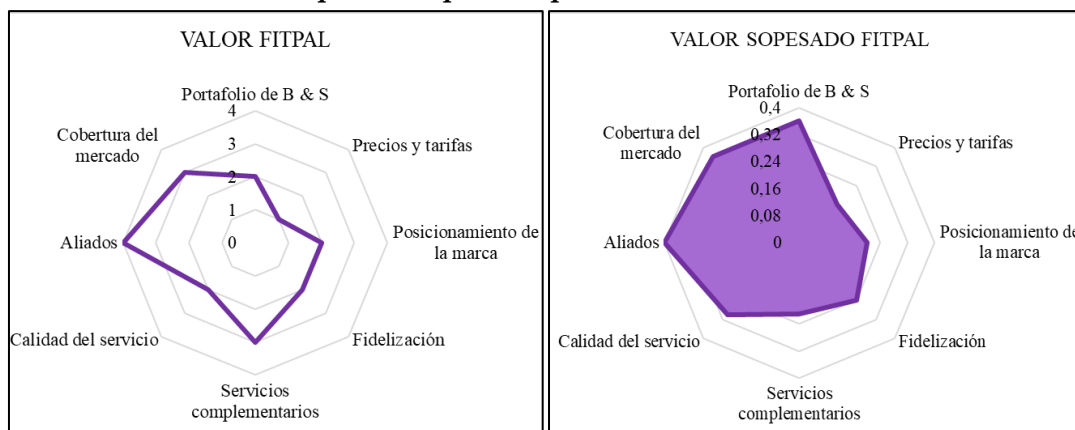 VALOR FITPAL
Portafolio de B & S
4
3
2
1
0
Precios y tarifas
Posicionamiento de
la marca
Fidelización
Servicios
complementarios
Calidad del servicio
Aliados
Cobertura del
mercado
VALOR SOPESADO FITPAL
Portafolio de B & S
0,4
0,32
0,24
0,16
0,08
0
Precios y tarifas
Posicionamiento de
la marca
Fidelización
Servicios
complementarios
Calidad del servicio
Aliados
Cobertura del
mercado